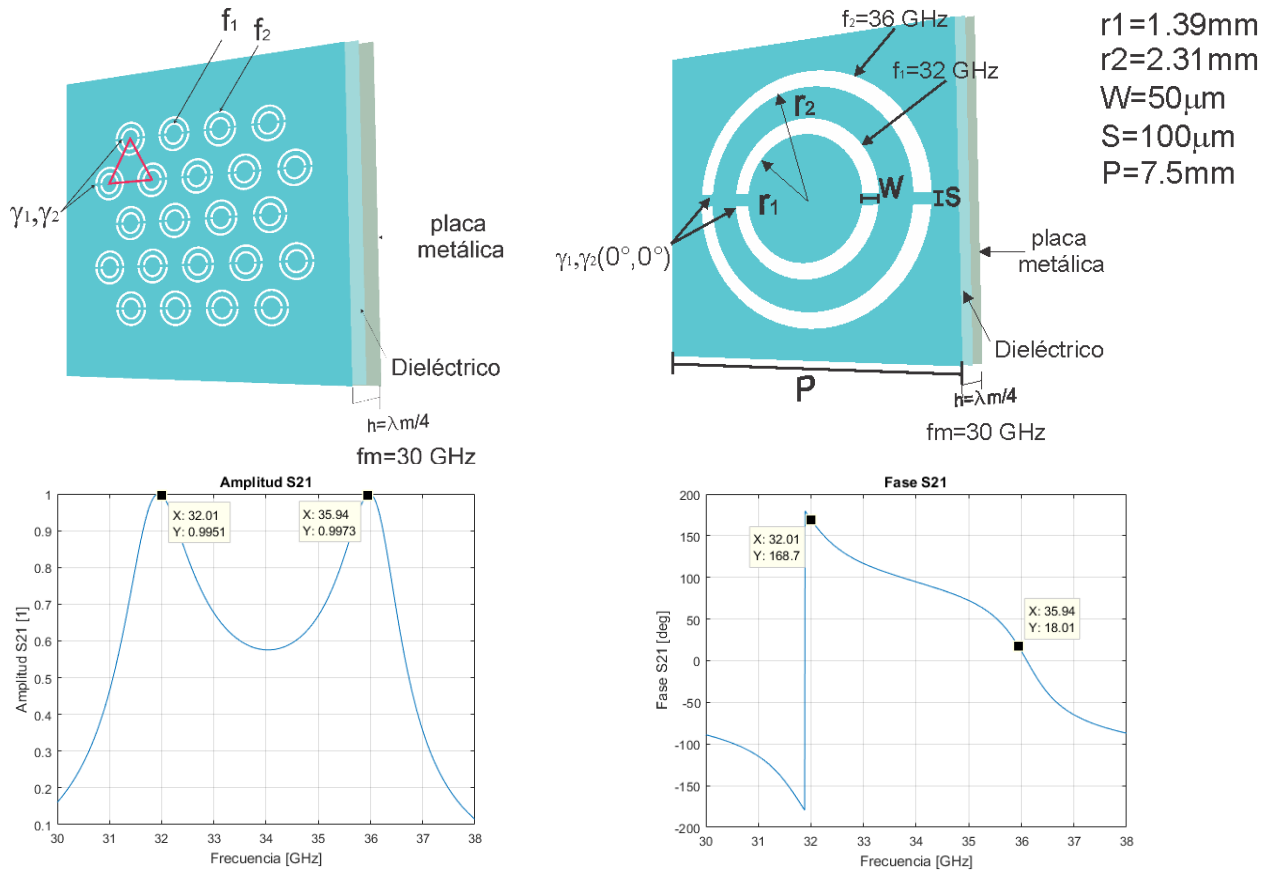 f1 f2
γ1,γ2
placa
metálica
Dieléctrico
h=λm/4
fm=30 GHz
f2=36 GHz
f1=32 GHz
r2
r1
W
S
γ1,γ2(0°,0°)
placa
metálica
Dieléctrico
P
h=λm/4
fm=30 GHz
r1=1.39mm
r2=2.31mm
W=50μm
S=100μm
P=7.5mm
Amplitud S21
Amplitud S21 [1]
1
0.9
0.8
0.7
0.6
0.5
0.4
0.3
0.2
0.1
X: 32.01
Y: 0.9951
X: 35.94
Y: 0.9973
30 31 32 33 34 35 36 37 38
Frecuencia [GHz]
Fase S21
Fase S21 [deg]
200
150
100
50
0
-50
-100
-150
-200
X: 32.01
Y: 168.7
X: 35.94
Y: 18.01
30 31 32 33 34 35 36 37 38
Frecuencia [GHz]